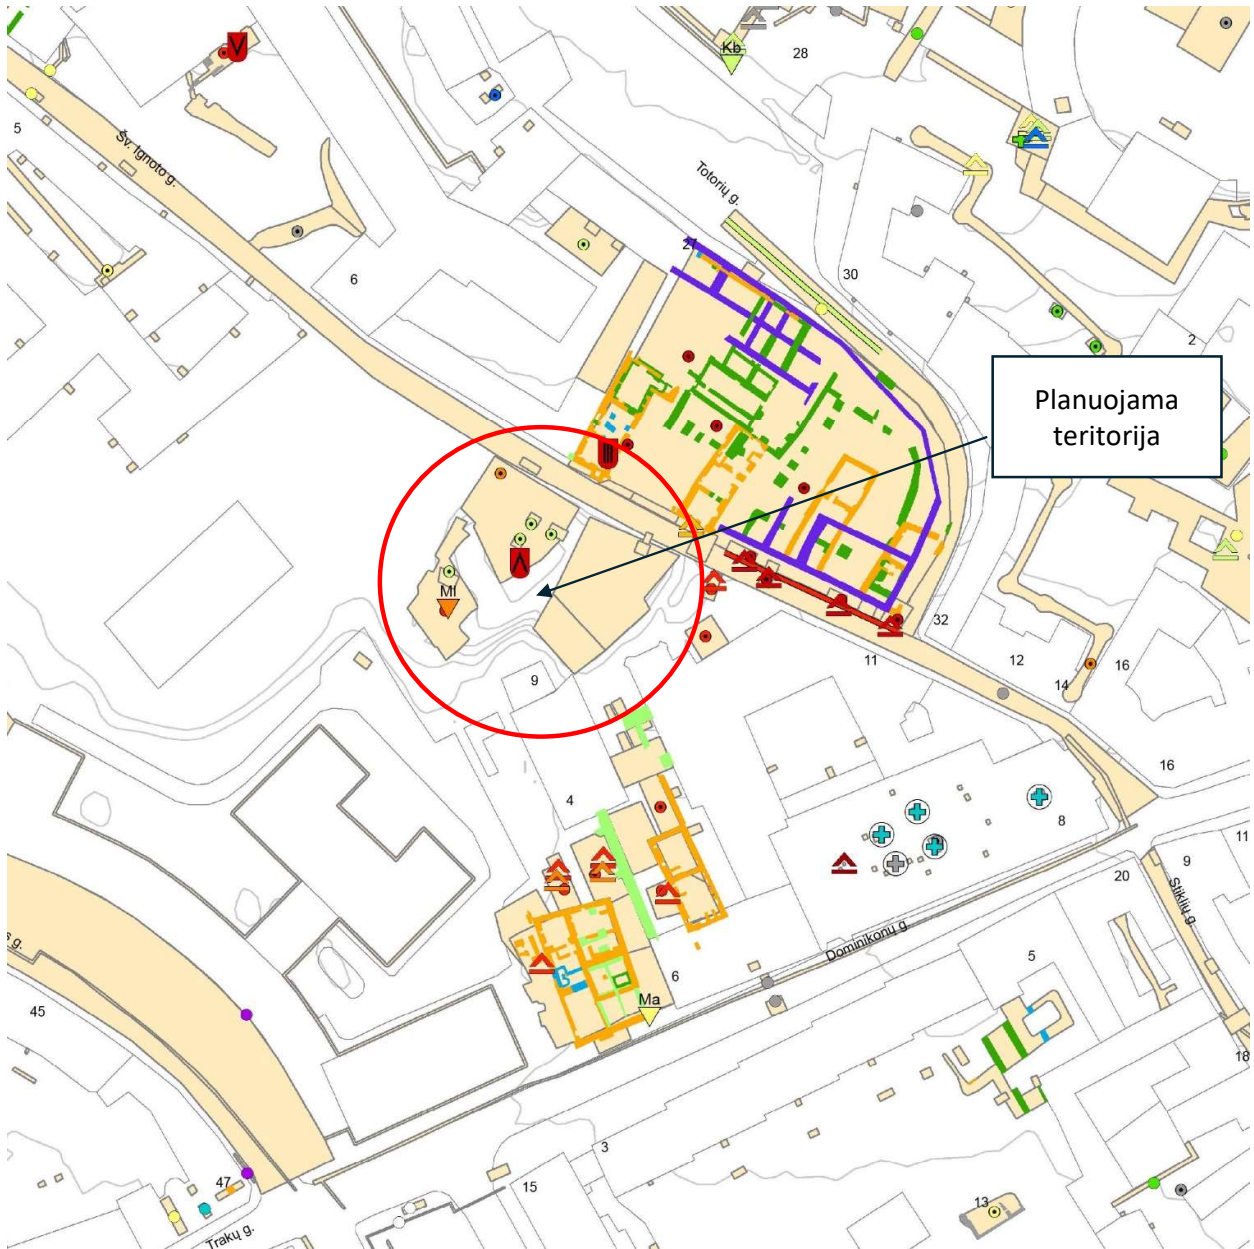 Kb
28
5
Šv. Ignoto g.
Totorių g.
27
30
6
2
Planuojama
teritorija
MI
32
11
12
16
14
9
16
4
8
11
9
20
Stiklių g.
Dominikonų g.
5
6
Ma
s g.
45
18
3
47
15
13
Trakų g.